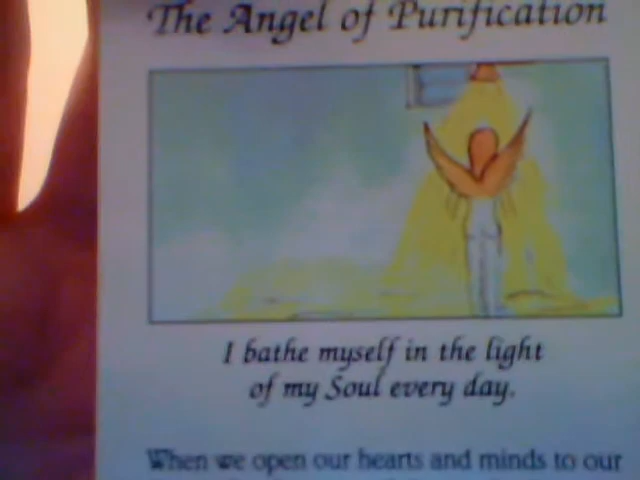 The Angel of Purification
I bathe myself in the light
of my Soul every day.
When we open our hearts and minds to our